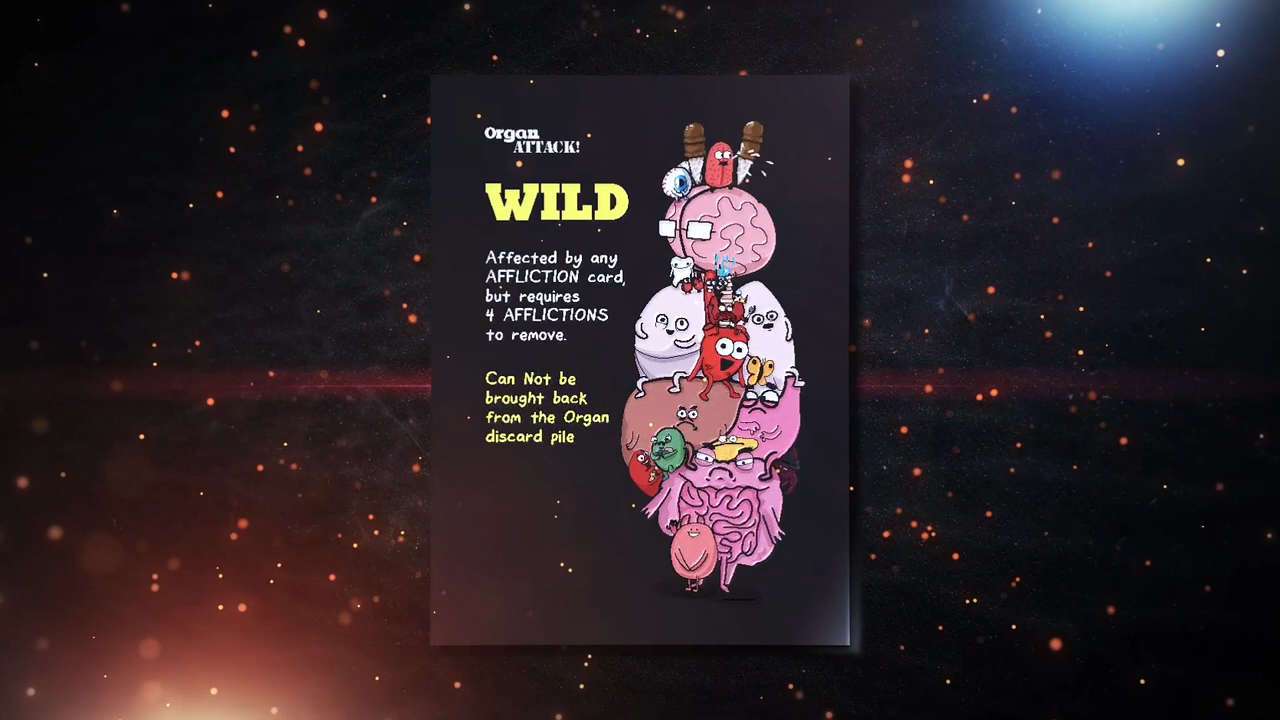 Organ
ATTACK!
WILD
Affected by any
AFFLICTION card,
but requires
4 AFFLICTIONS
to remove.
Can Not be
brought back
from the Organ
discard pile